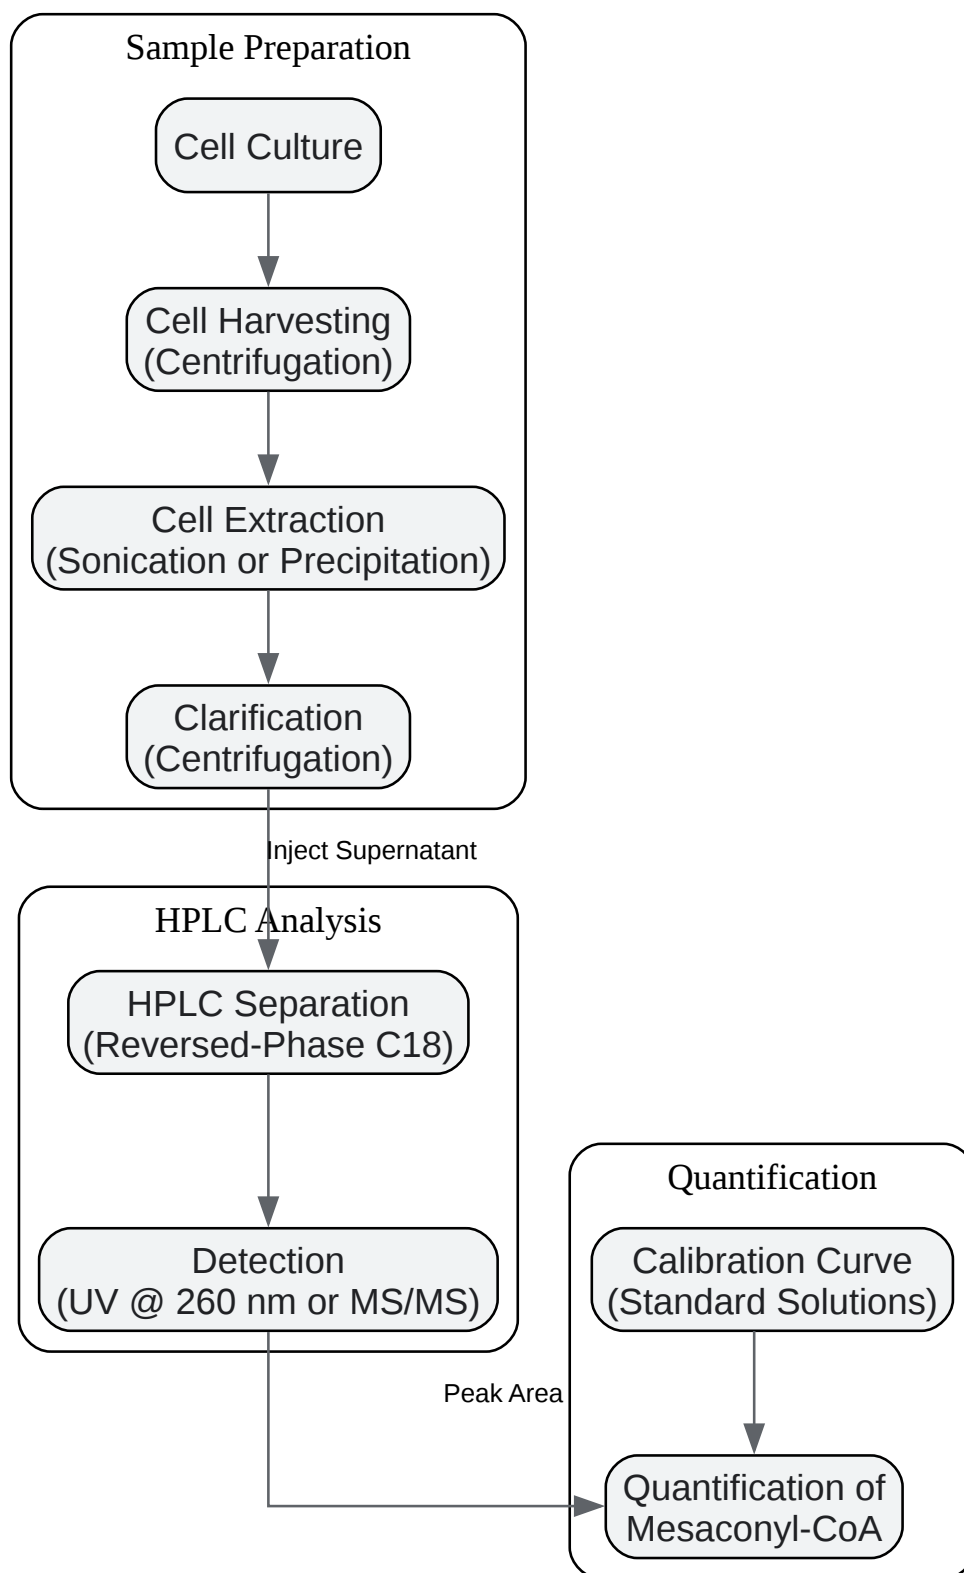 Sample Preparation
Cell Culture
Cell Harvesting
(Centrifugation)
Cell Extraction
(Sonication or Precipitation)
Clarification
(Centrifugation)
Inject Supernatant
HPLC Analysis
HPLC Separation
(Reversed-Phase C18)
Detection
(UV @ 260 nm or MS/MS)
Peak Area
Quantification
Calibration Curve
(Standard Solutions)
Quantification of
Mesaconyl-CoA